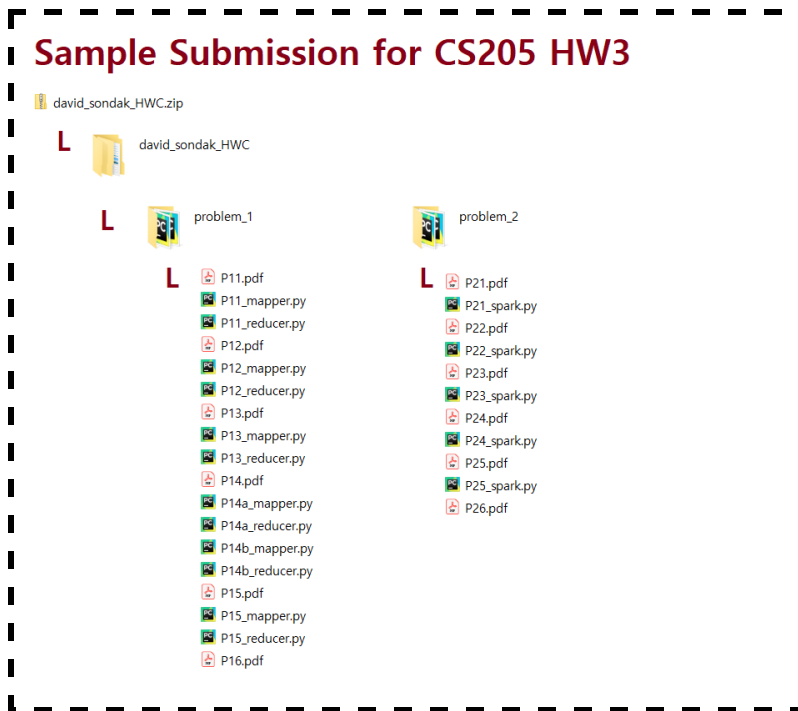 Sample Submission for CS205 HW3
david_sondak_HWC.zip
L
david_sondak_HWC
L
problem_1
problem_2
L
P11.pdf
P11_mapper.py
P11_reducer.py
P12.pdf
P12_mapper.py
P12_reducer.py
P13.pdf
P13_mapper.py
P13_reducer.py
P14.pdf
P14a_mapper.py
P14a_reducer.py
P14b_mapper.py
P14b_reducer.py
P15.pdf
P15_mapper.py
P15_reducer.py
P16.pdf
L
P21.pdf
P21_spark.py
P22.pdf
P22_spark.py
P23.pdf
P23_spark.py
P24.pdf
P24_spark.py
P25.pdf
P25_spark.py
P26.pdf